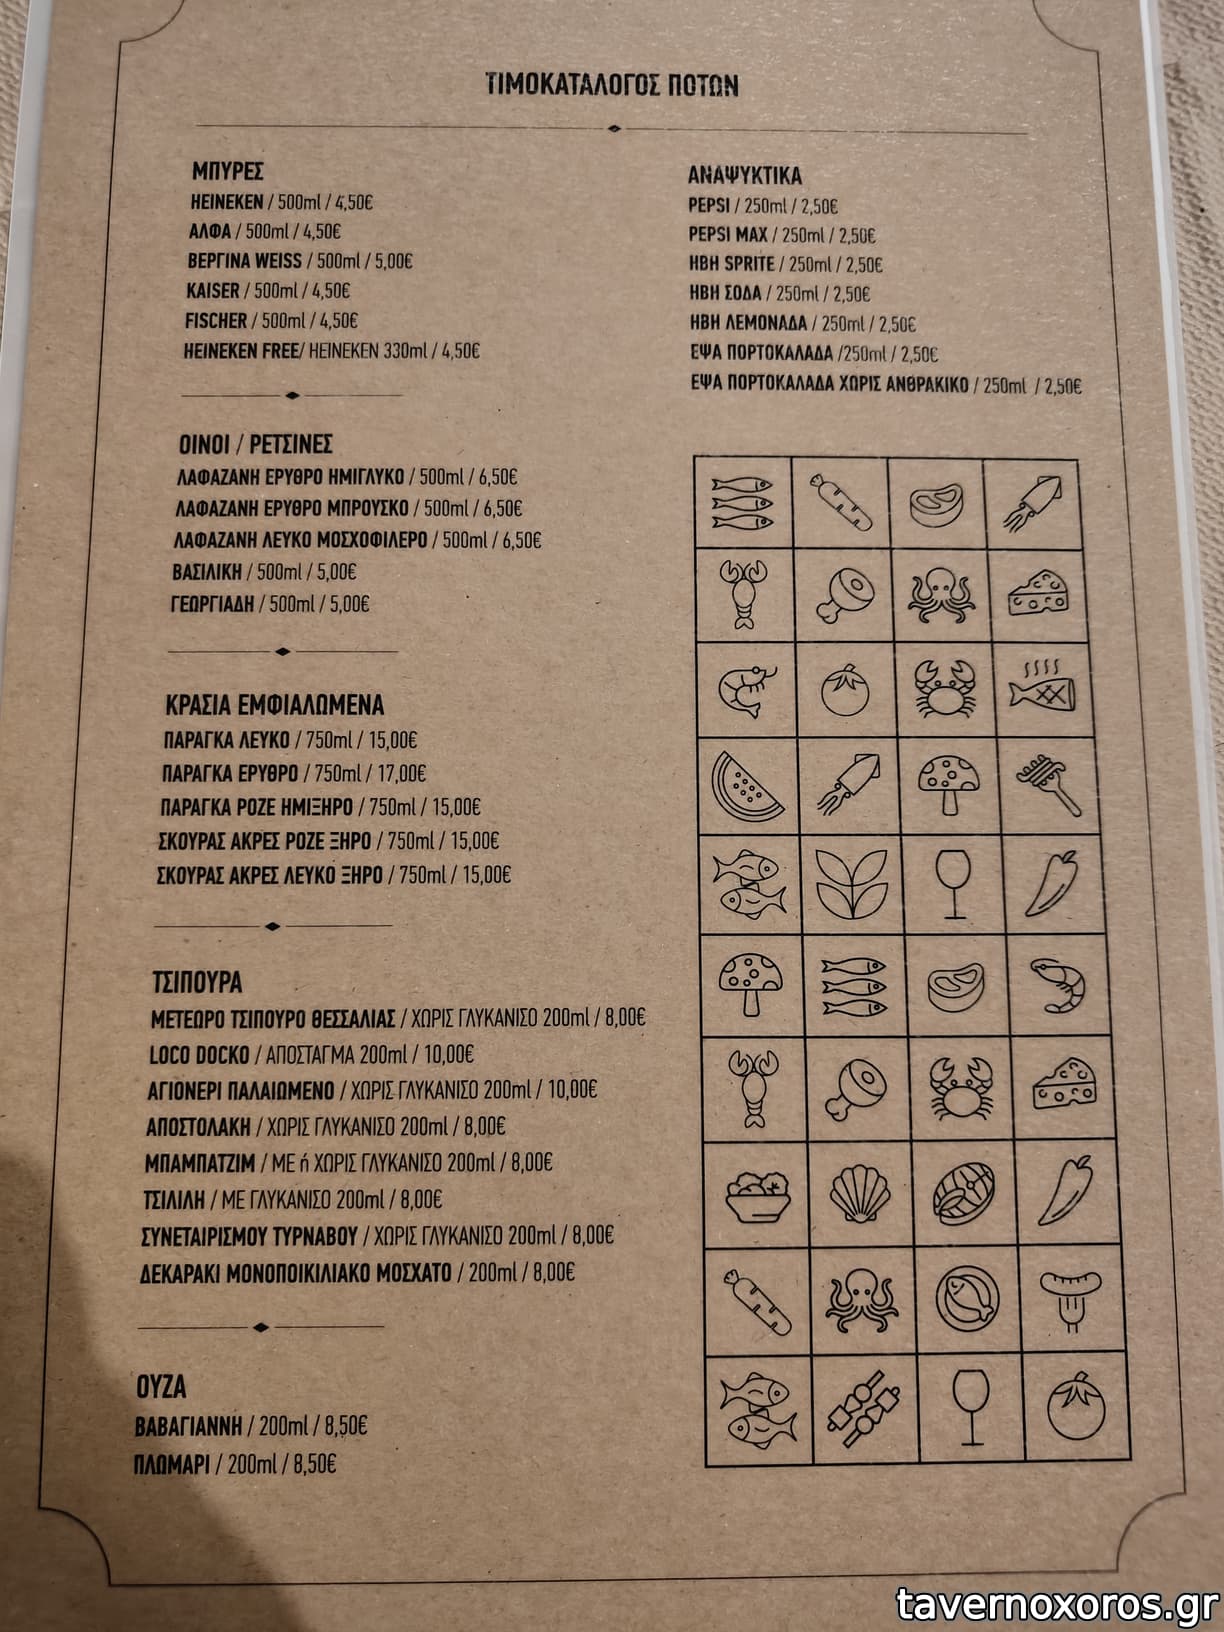 ΤΙΜΟΚΑΤΑΛΟΓΟΣ ΠΟΤΩΝ
ΜΠΥΡΕΣ
HEINEKEN / 500ml / 4,50€
ΑΛΦΑ / 500ml / 4,50€
ΒΕΡΓΙΝΑ WEISS / 500ml / 5,00€
KAISER / 500ml / 4,50€
FISCHER / 500ml / 4,50€
HEINEKEN FREE/ HEINEKEN 330ml / 4,50€
ΟΙΝΟΙ / ΡΕΤΣΙΝΕΣ
ΛΑΦΑΖΑΝΗ ΕΡΥΘΡΟ ΗΜΙΓΛΥΚΟ / 500ml / 6,50€
ΛΑΦΑΖΑΝΗ ΕΡΥΘΡΟ ΜΠΡΟΥΣΚΟ / 500ml / 6,50€
ΛΑΦΑΖΑΝΗ ΛΕΥΚΟ ΜΟΣΧΟΦΙΛΕΡΟ / 500ml / 6,50€
ΒΑΣΙΛΙΚΗ / 500ml / 5,00€
ΓΕΩΡΓΙΑΔΗ / 500ml / 5,00€
ΚΡΑΣΙΑ ΕΜΦΙΑΛΩΜΕΝΑ
ΠΑΡΑΓΚΑ ΛΕΥΚΟ / 750ml / 15,00€
ΠΑΡΑΓΚΑ ΕΡΥΘΡΟ / 750ml / 17,00€
ΠΑΡΑΓΚΑ ΡΟΖΕ ΗΜΙΞΗΡΟ / 750ml / 15,00€
ΣΚΟΥΡΑΣ ΑΚΡΕΣ ΡΟΖΕ ΞΗΡΟ / 750ml / 15,00€
ΣΚΟΥΡΑΣ ΑΚΡΕΣ ΛΕΥΚΟ ΞΗΡΟ / 750ml / 15,00€
ΤΣΙΠΟΥΡΑ
ΜΕΤΕΩΡΟ ΤΣΙΠΟΥΡΟ ΘΕΣΣΑΛΙΑΣ / ΧΩΡΙΣ ΓΛΥΚΑΝΙΣΟ 200ml / 8,00€
LOCO DOCKO / ΑΠΟΣΤΑΓΜΑ 200ml / 10,00€
ΑΓΙΟΝΕΡΙ ΠΑΛΑΙΩΜΕΝΟ / ΧΩΡΙΣ ΓΛΥΚΑΝΙΣΟ 200ml / 10,00€
ΑΠΟΣΤΟΛΑΚΗ / ΧΩΡΙΣ ΓΛΥΚΑΝΙΣΟ 200ml / 8,00€
ΜΠΑΜΠΑΤΖΙΜ / ΜΕ ή ΧΩΡΙΣ ΓΛΥΚΑΝΙΣΟ 200ml / 8,00€
ΤΣΙΛΙΛΗ / ΜΕ ΓΛΥΚΑΝΙΣΟ 200ml / 8,00€
ΣΥΝΕΤΑΙΡΙΣΜΟΥ ΤΥΡΝΑΒΟΥ / ΧΩΡΙΣ ΓΛΥΚΑΝΙΣΟ 200ml / 8,00€
ΔΕΚΑΡΑΚΙ ΜΟΝΟΠΟΙΚΙΛΙΑΚΟ ΜΟΣΧΑΤΟ / 200ml / 8,00€
ΟΥΖΑ
ΒΑΒΑΓΙΑΝΝΗ / 200ml / 8,50€
ΠΛΩΜΑΡΙ / 200ml / 8,50€
ΑΝΑΨΥΚΤΙΚΑ
PEPSI / 250ml / 2,50€
PEPSI MAX / 250ml / 2,50€
ΗΒΗ SPRITE / 250ml / 2,50€
ΗΒΗ ΣΟΔΑ / 250ml / 2,50€
ΗΒΗ ΛΕΜΟΝΑΔΑ / 250ml / 2,50€
ΕΨΑ ΠΟΡΤΟΚΑΛΑΔΑ /250ml / 2,50€
ΕΨΑ ΠΟΡΤΟΚΑΛΑΔΑ ΧΩΡΙΣ ΑΝΘΡΑΚΙΚΟ / 250ml / 2,50€
tavernoxoros.gr